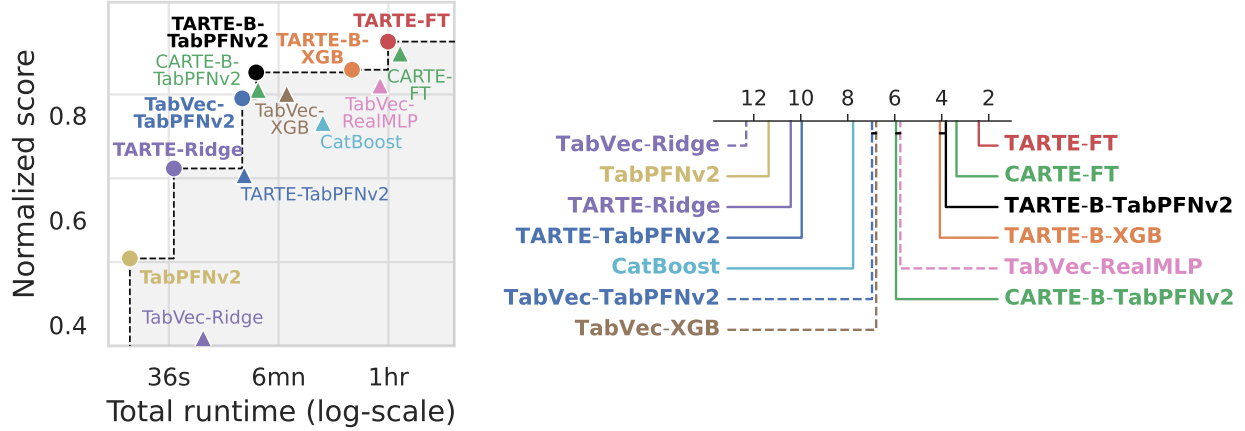 TARTE-B-
TabPFNv2
TARTE-FT
TARTE-B-
XGB
CARTE-B-
TabPFNv2
CARTE-
FT
TabVec-
TabPFNv2
TabVec-
XGB
TabVec-
RealMLP
CatBoost
TARTE-Ridge
TARTE-TabPFNv2
TabPFNv2
TabVec-Ridge
Normalized score
0.8
0.6
0.4
36s
6mn
1hr
Total runtime (log-scale)
12 10 8 6 4 2
TabVec-Ridge
TabPFNv2
TARTE-Ridge
TARTE-TabPFNv2
CatBoost
TabVec-TabPFNv2
TabVec-XGB
TARTE-FT
CARTE-FT
TARTE-B-TabPFNv2
TARTE-B-XGB
TabVec-RealMLP
CARTE-B-TabPFNv2